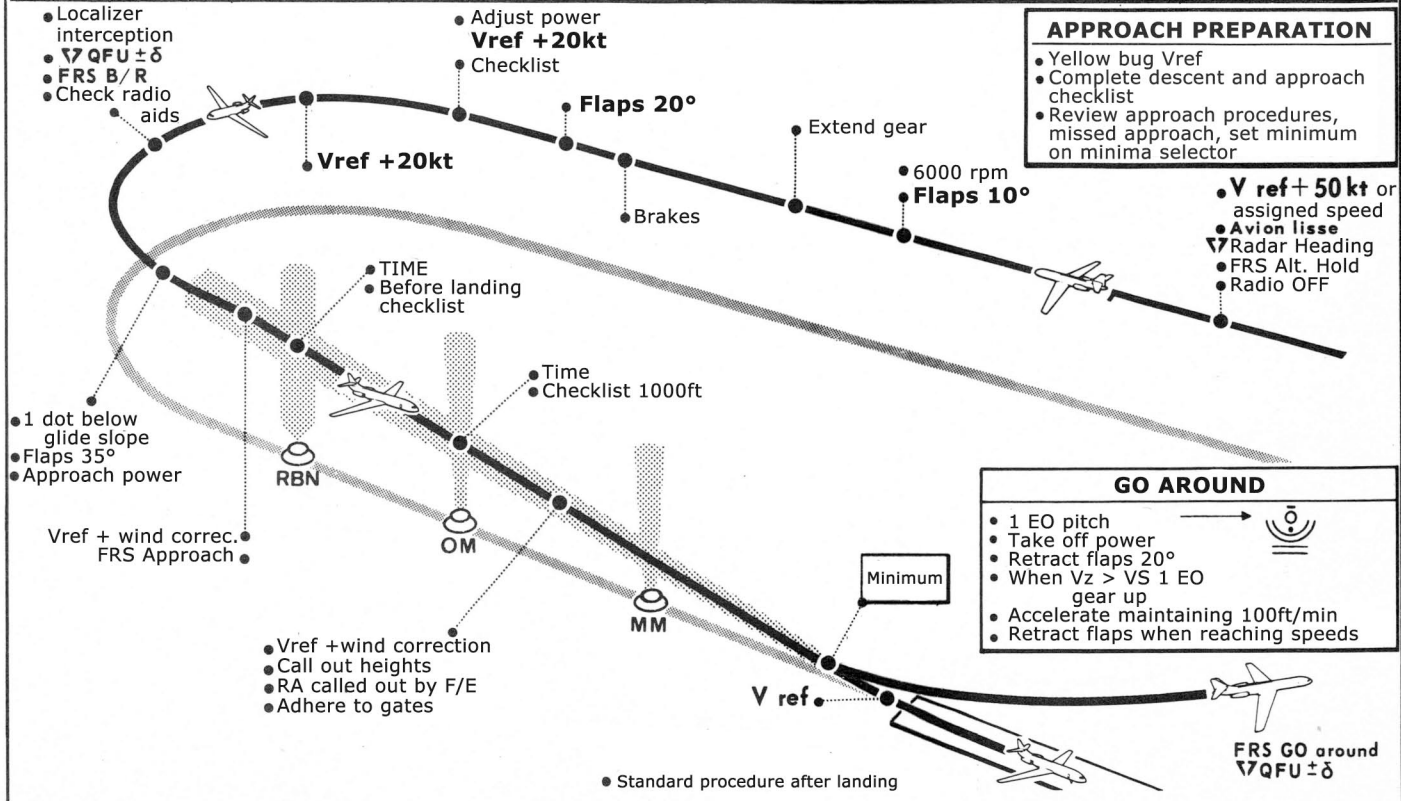 Localizer
interception
∇ QFU ± δ
FRS B/R
Check radio
aids
Adjust power
Vref +20kt
Checklist
Vref +20kt
Flaps 20°
Brakes
Extend gear
6000 rpm
Flaps 10°
APPROACH PREPARATION
Yellow bug Vref
Complete descent and approach
checklist
Review approach procedures,
missed approach, set minimum
on minima selector
V ref + 50 kt or
assigned speed
Avion lisse
∇ Radar Heading
FRS Alt. Hold
Radio OFF
TIME
Before landing
checklist
Time
Checklist 1000ft
1 dot below
glide slope
Flaps 35°
Approach power
RBN
OM
MM
Vref + wind correc.
FRS Approach
Vref +wind correction
Call out heights
RA called out by F/E
Adhere to gates
Minimum
V ref
GO AROUND
1 EO pitch
Take off power
Retract flaps 20°
When Vz > VS 1 EO
gear up
Accelerate maintaining 100ft/min
Retract flaps when reaching speeds
FRS GO around
∇ QFU ± δ
Standard procedure after landing